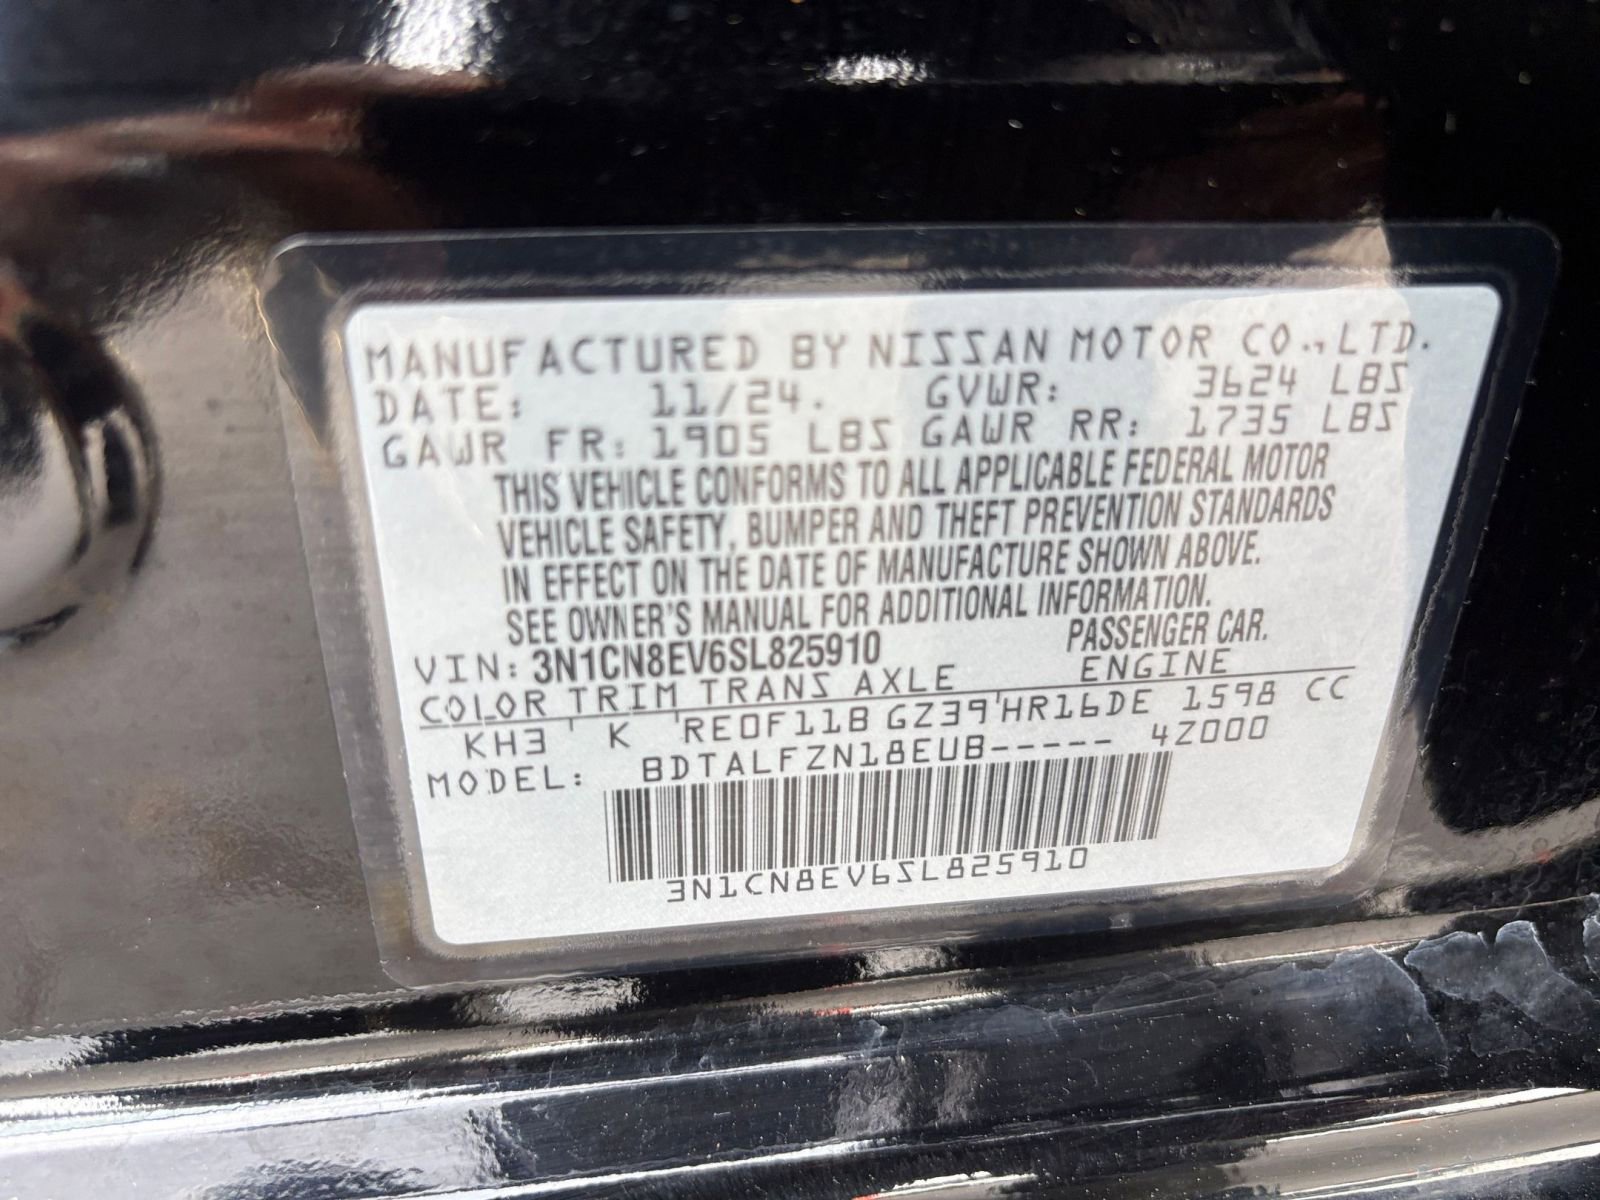 MANUFACTURED BY NISSAN MOTOR CO., LTD.
DATE: 11/24. GVWR: 3624 LBS
GAWR FR: 1905 LBS GAWR RR: 1735 LBS
THIS VEHICLE CONFORMS TO ALL APPLICABLE FEDERAL MOTOR
VEHICLE SAFETY, BUMPER AND THEFT PREVENTION STANDARDS
IN EFFECT ON THE DATE OF MANUFACTURE SHOWN ABOVE.
SEE OWNER'S MANUAL FOR ADDITIONAL INFORMATION.
VIN: 3N1CN8EV6SL825910 PASSENGER CAR.
COLOR TRIM TRANS AXLE ENGINE
KH3 K RE0F11B GZ39 HR16DE 1598 CC
MODEL: BDTALFZN18EUB----- 4Z000
3N1CN8EV6SL825910